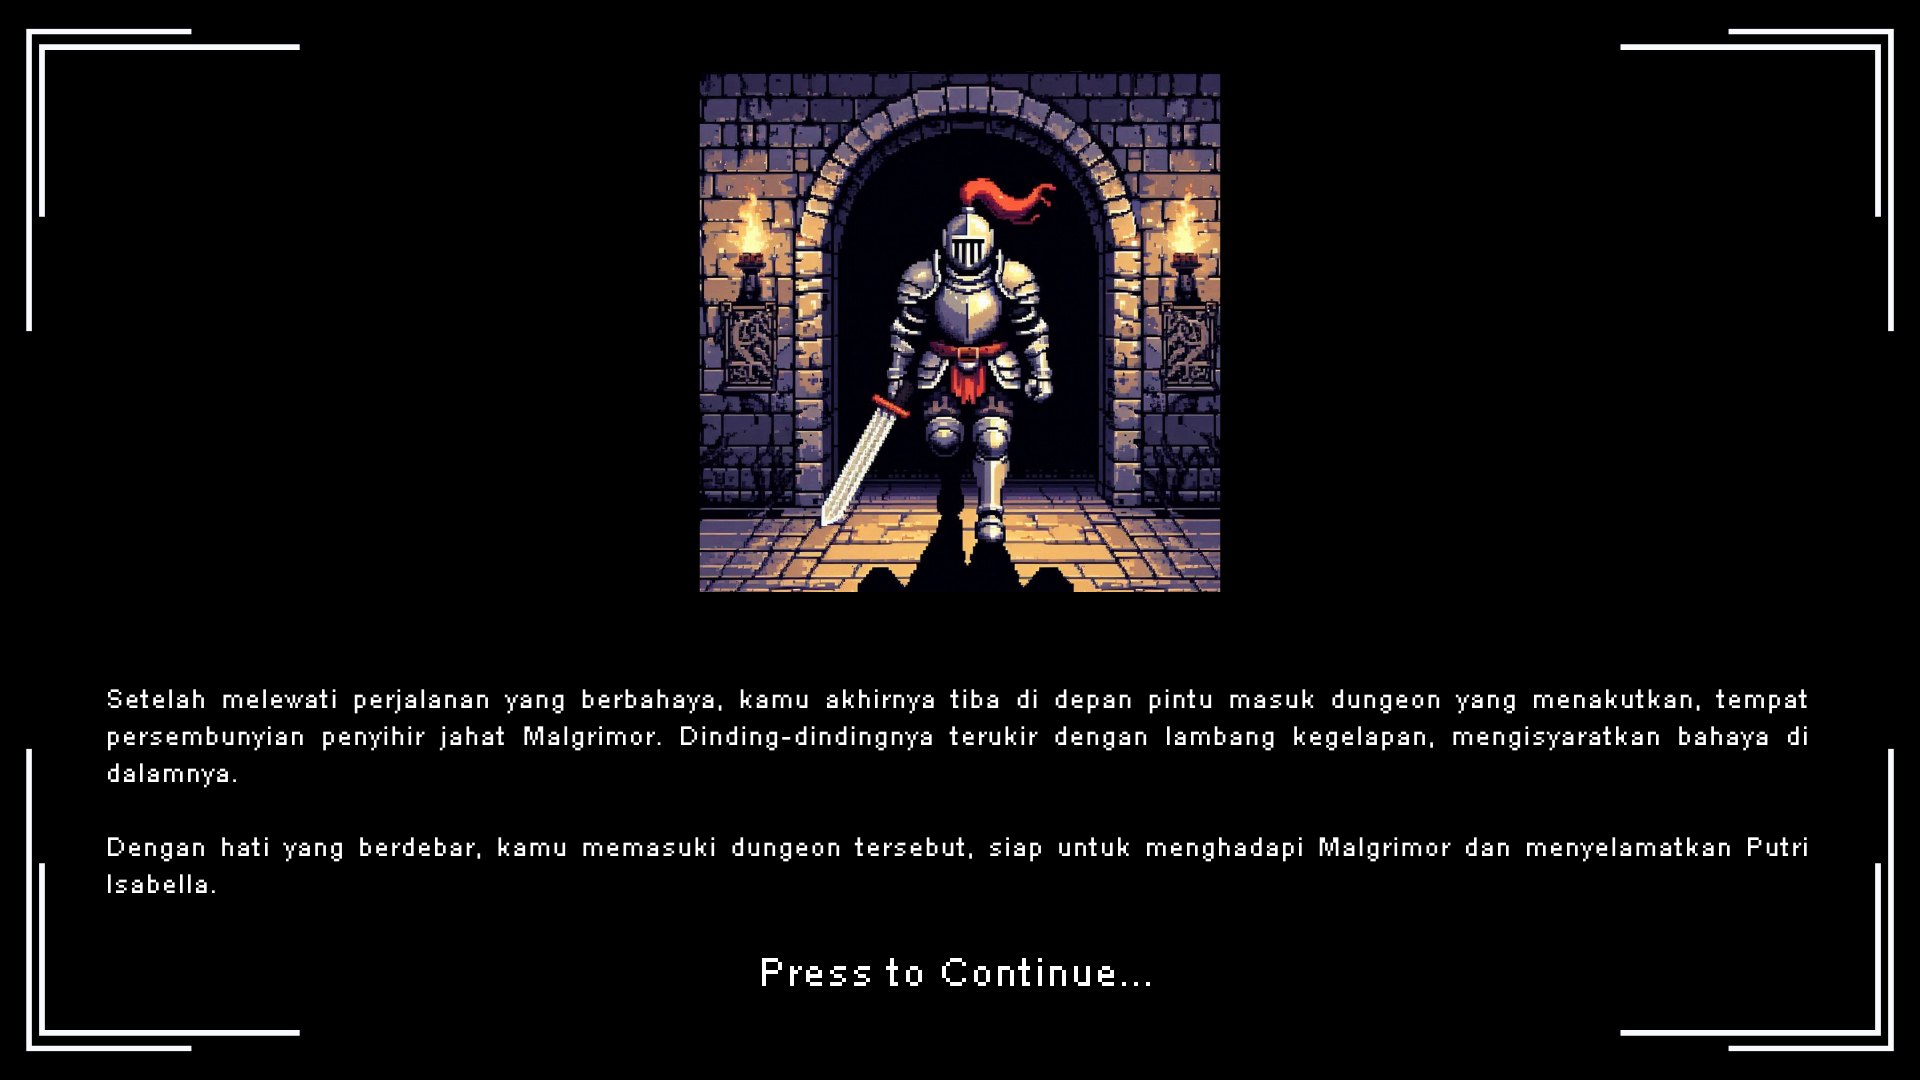 Setelah melewati perjalanan yang berbahaya, kamu akhirnya tiba di depan pintu masuk dungeon yang menakutkan, tempat
persembunyian penyihir jahat Malgrimor. Dinding-dindingnya terukir dengan lambang kegelapan, mengisyaratkan bahaya di
dalamnya.
Dengan hati yang berdebar, kamu memasuki dungeon tersebut, siap untuk menghadapi Malgrimor dan menyelamatkan Putri
Isabella.
Press to Continue...